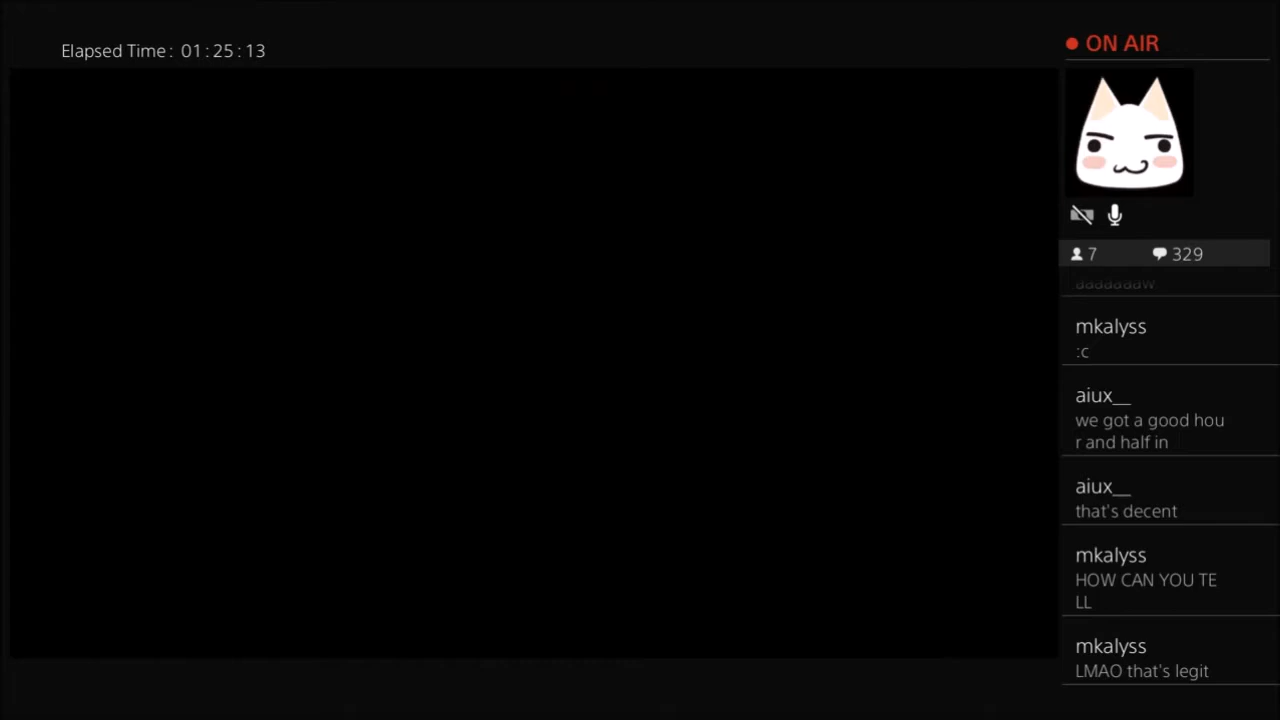 Elapsed Time: 01:25:13
ON AIR
7 329
aaaaaaaw
mkalyss
:c
aiux__
we got a good hou
r and half in
aiux__
that's decent
mkalyss
HOW CAN YOU TE
LL
mkalyss
LMAO that's legit